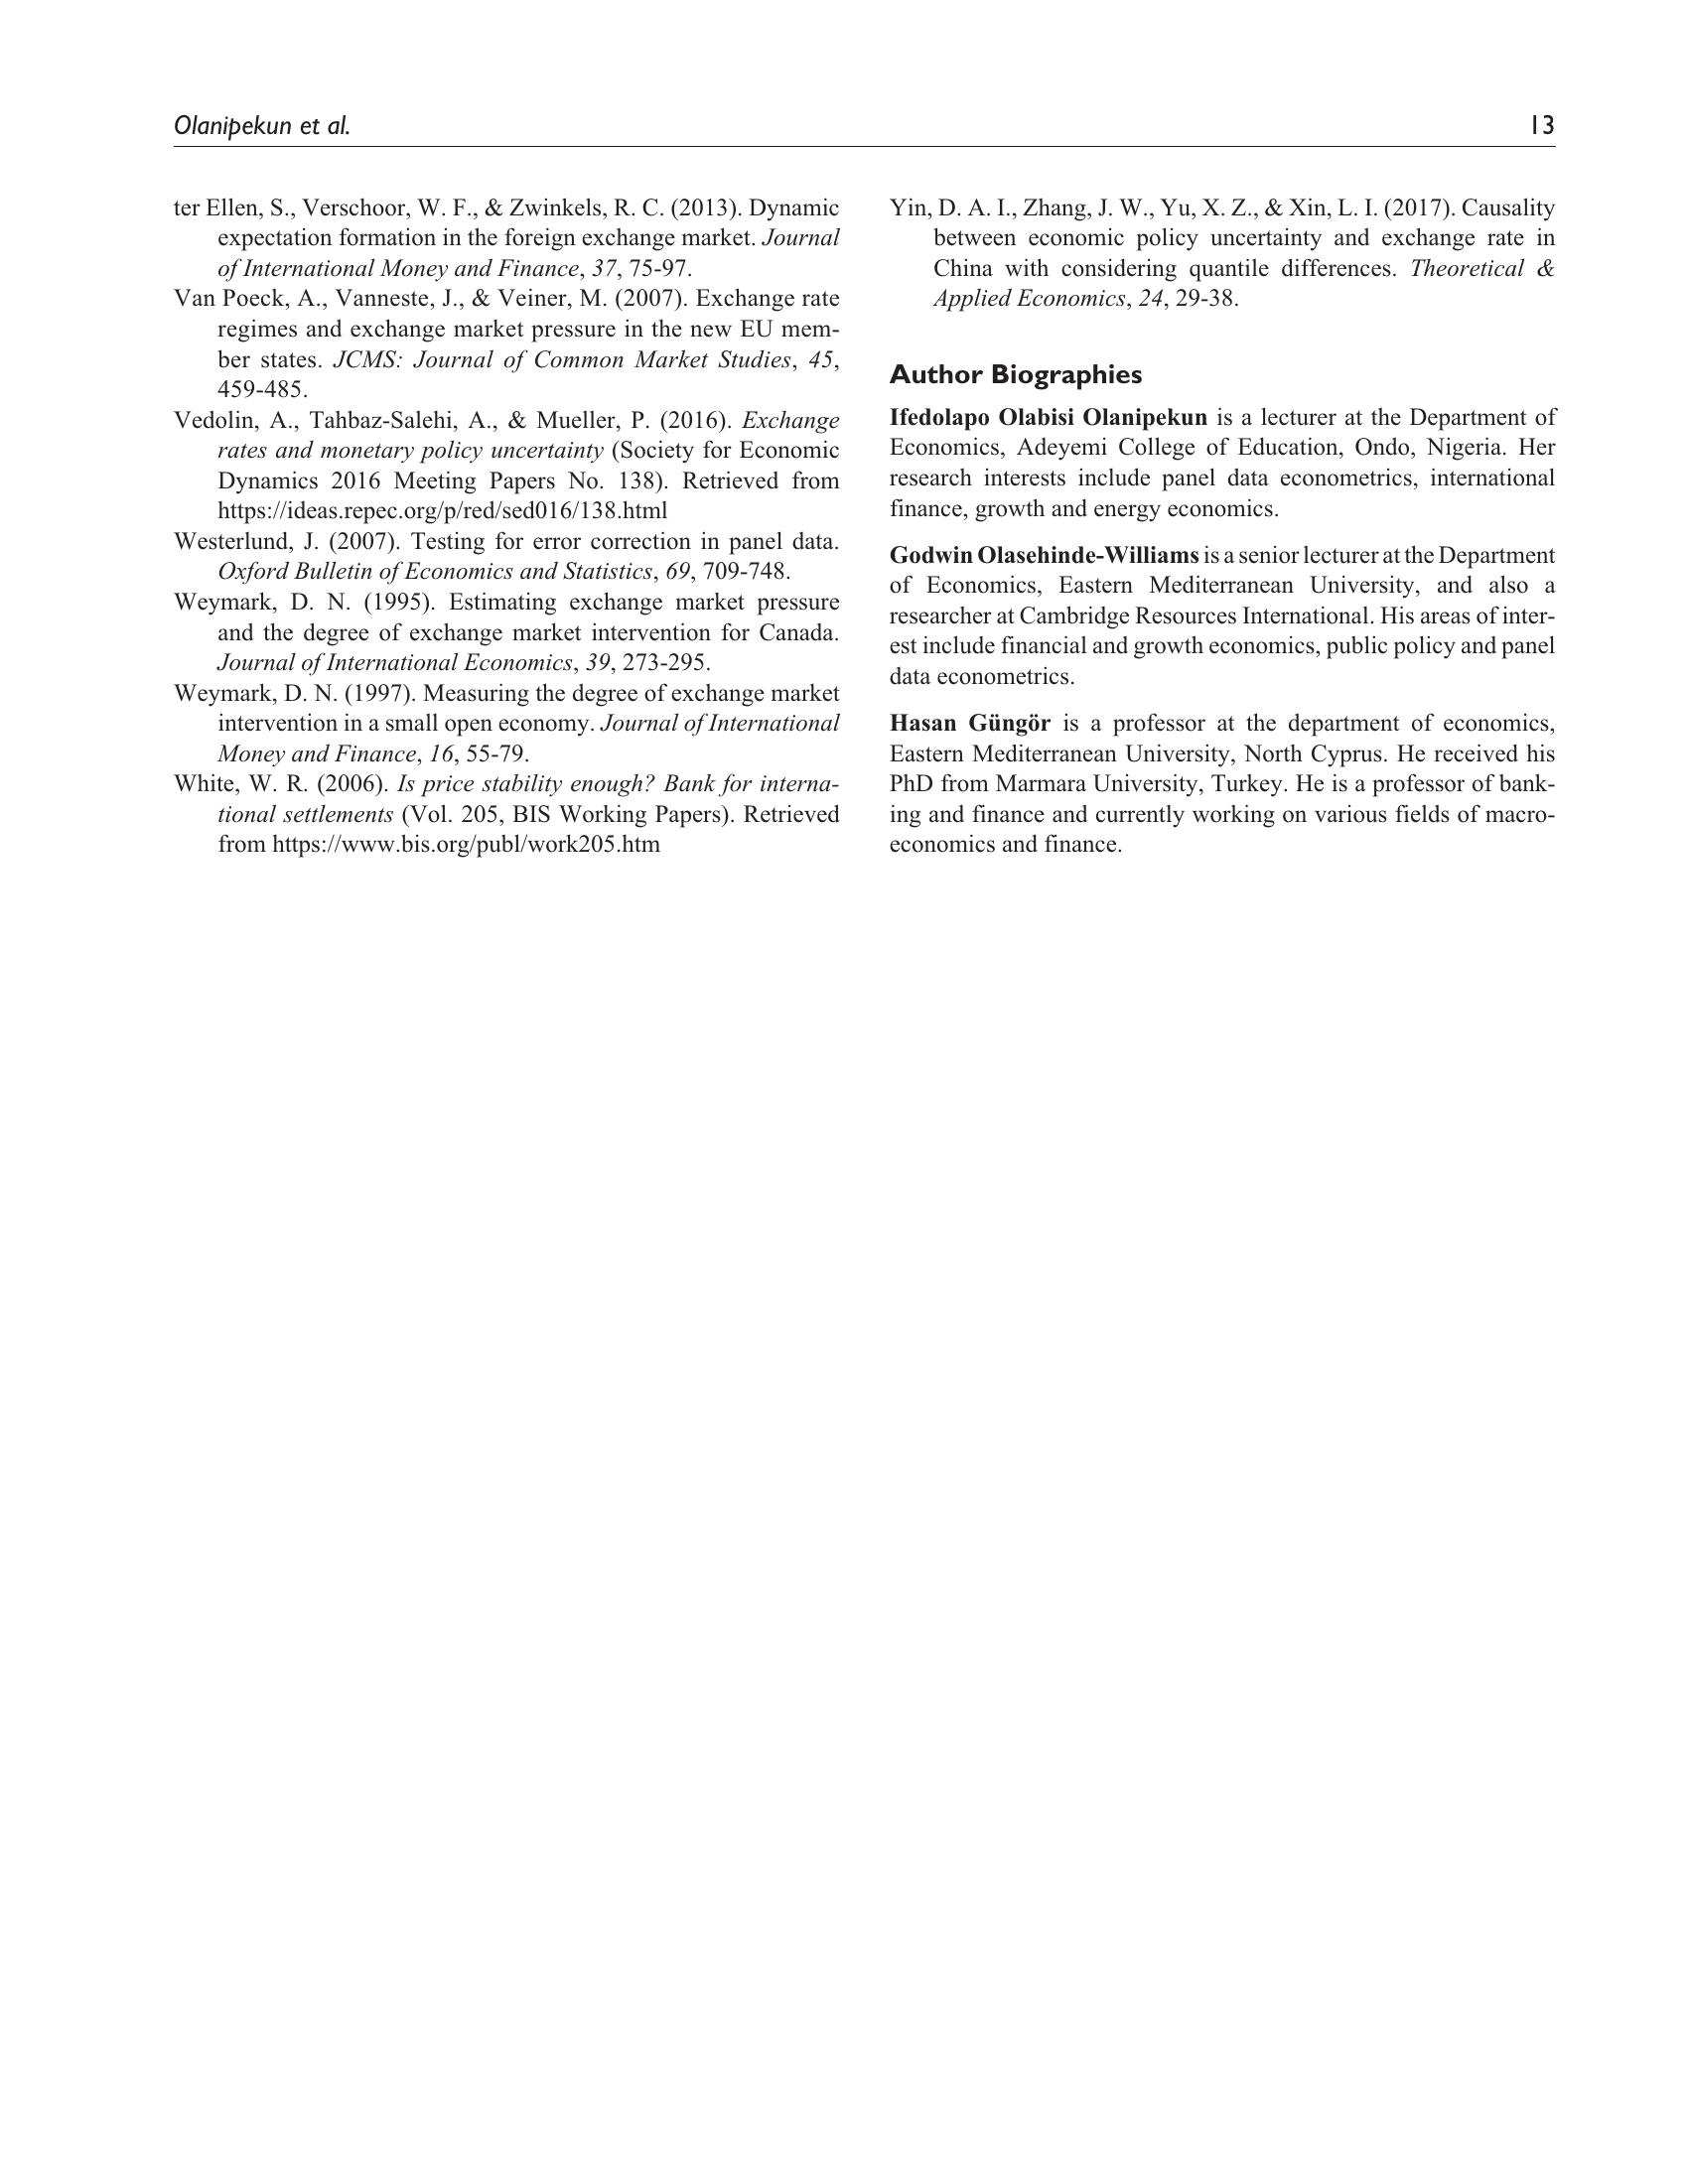 Olanipekun et al.
13
ter Ellen, S., Verschoor, W. F., & Zwinkels, R. C. (2013). Dynamic
expectation formation in the foreign exchange market. Journal
of International Money and Finance, 37, 75-97.
Van Poeck, A., Vanneste, J., & Veiner, M. (2007). Exchange rate
regimes and exchange market pressure in the new EU mem-
ber states. JCMS: Journal of Common Market Studies, 45,
459-485.
Vedolin, A., Tahbaz-Salehi, A., & Mueller, P. (2016). Exchange
rates and monetary policy uncertainty (Society for Economic
Dynamics 2016 Meeting Papers No. 138). Retrieved from
https://ideas.repec.org/p/red/sed016/138.html
Westerlund, J. (2007). Testing for error correction in panel data.
Oxford Bulletin of Economics and Statistics, 69, 709-748.
Weymark, D. N. (1995). Estimating exchange market pressure
and the degree of exchange market intervention for Canada.
Journal of International Economics, 39, 273-295.
Weymark, D. N. (1997). Measuring the degree of exchange market
intervention in a small open economy. Journal of International
Money and Finance, 16, 55-79.
White, W. R. (2006). Is price stability enough? Bank for interna-
tional settlements (Vol. 205, BIS Working Papers). Retrieved
from https://www.bis.org/publ/work205.htm
Yin, D. A. I., Zhang, J. W., Yu, X. Z., & Xin, L. I. (2017). Causality
between economic policy uncertainty and exchange rate in
China with considering quantile differences. Theoretical &
Applied Economics, 24, 29-38.
Author Biographies
Ifedolapo Olabisi Olanipekun is a lecturer at the Department of
Economics, Adeyemi College of Education, Ondo, Nigeria. Her
research interests include panel data econometrics, international
finance, growth and energy economics.
Godwin Olasehinde-Williams is a senior lecturer at the Department
of Economics, Eastern Mediterranean University, and also a
researcher at Cambridge Resources International. His areas of inter-
est include financial and growth economics, public policy and panel
data econometrics.
Hasan Güngör is a professor at the department of economics,
Eastern Mediterranean University, North Cyprus. He received his
PhD from Marmara University, Turkey. He is a professor of bank-
ing and finance and currently working on various fields of macro-
economics and finance.